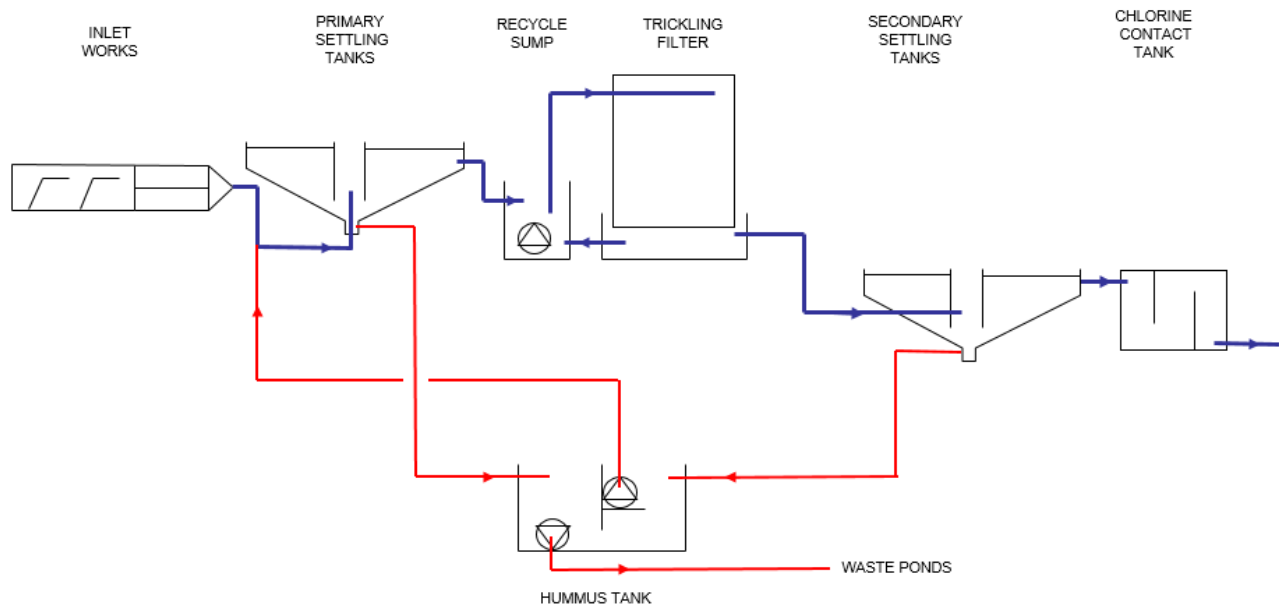 INLET
WORKS
PRIMARY
SETTLING
TANKS
RECYCLE
SUMP
TRICKLING
FILTER
SECONDARY
SETTLING
TANKS
CHLORINE
CONTACT
TANK
WASTE PONDS
HUMMUS TANK